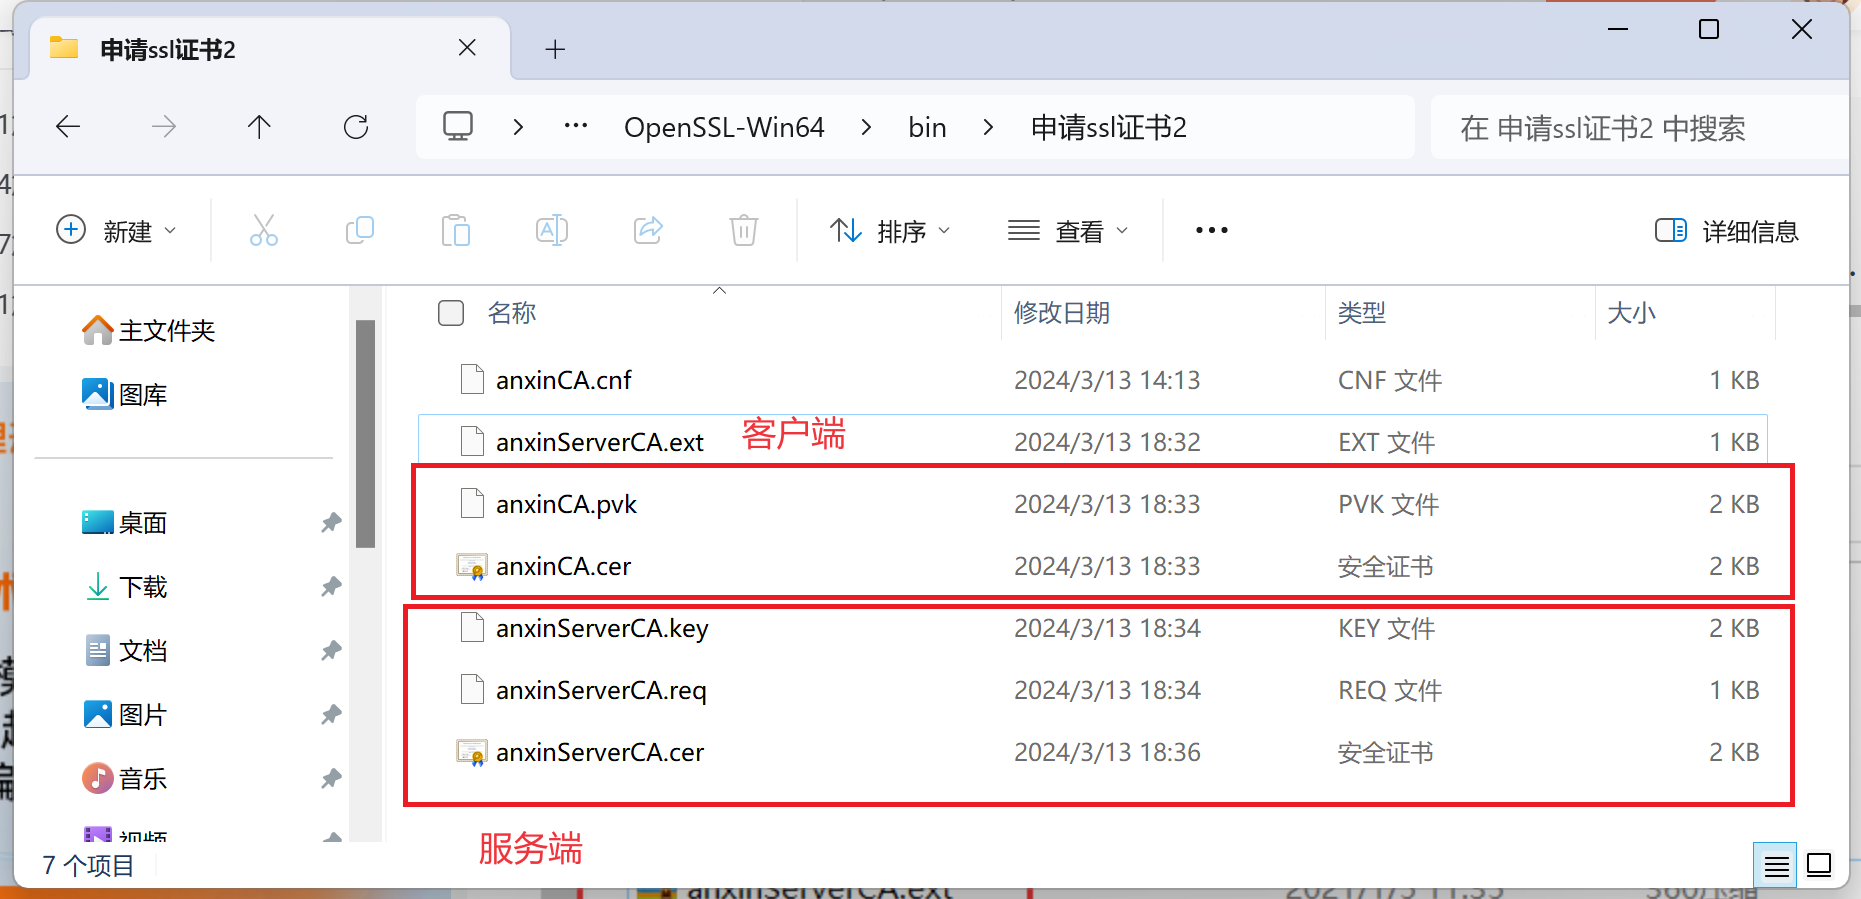 申请ssl证书2
OpenSSL-Win64 bin 申请ssl证书2
在 申请ssl证书2 中搜索
新建
排序
查看
详细信息
名称 修改日期 类型 大小
主文件夹
图库
桌面
下载
文档
图片
音乐
视频
anxinCA.cnf 2024/3/13 14:13 CNF 文件 1 KB
anxinServerCA.ext 2024/3/13 18:32 EXT 文件 1 KB
客户端
anxinCA.pvk 2024/3/13 18:33 PVK 文件 2 KB
anxinCA.cer 2024/3/13 18:33 安全证书 2 KB
anxinServerCA.key 2024/3/13 18:34 KEY 文件 2 KB
anxinServerCA.req 2024/3/13 18:34 REQ 文件 1 KB
anxinServerCA.cer 2024/3/13 18:36 安全证书 2 KB
服务端
7 个项目
anxinServerCA.ext